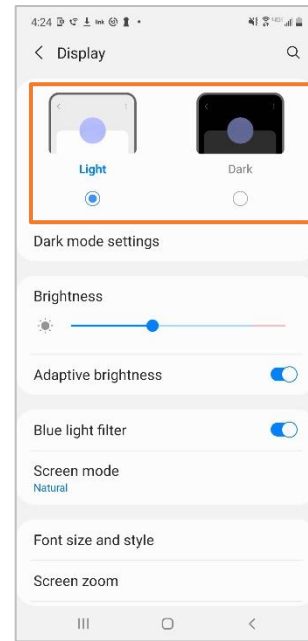 4:24
Display
Light
Dark
Dark mode settings
Brightness
Adaptive brightness
Blue light filter
Screen mode
Natural
Font size and style
Screen zoom